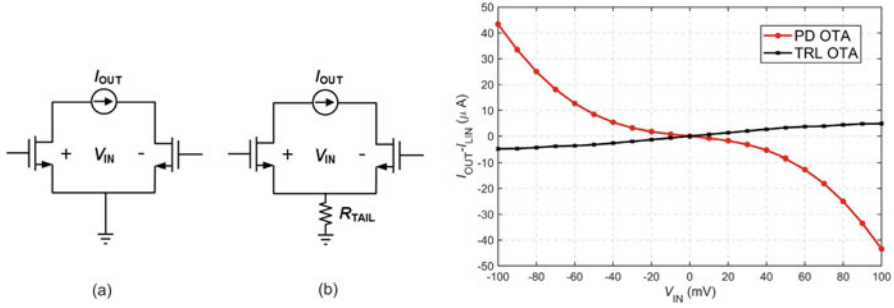 I_OUT
+ V_IN -
(a)
I_OUT
+ V_IN -
R_TAIL
(b)
I_OUT-I_LIN (μ A)
50
40
30
20
10
0
-10
-20
-30
-40
-50
-100 -80 -60 -40 -20 0 20 40 60 80 100
V_IN (mV)
PD OTA
TRL OTA